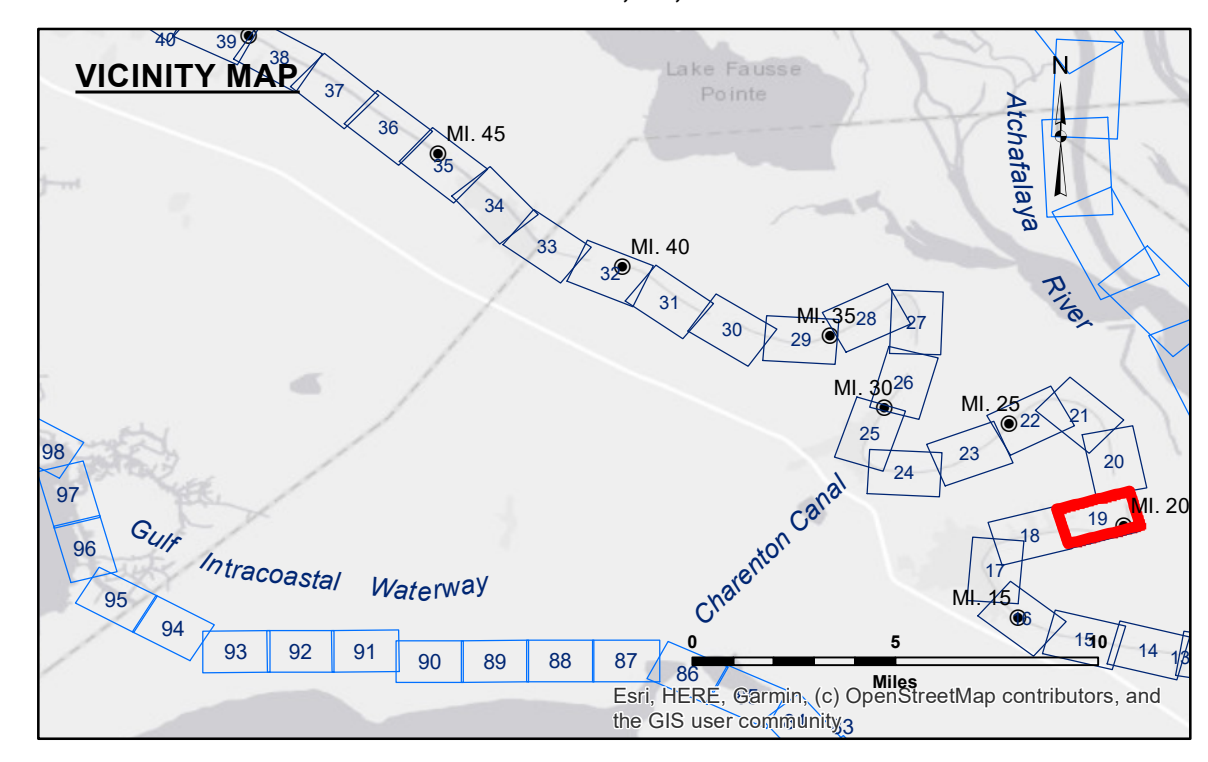 VICINITY MAP
40
39
38
37
36
MI. 45
35
34
33
32
MI. 40
31
30
29
MI. 35
28
27
26
MI. 30
25
24
23
MI. 25
22
21
20
19
MI. 20
18
17
MI. 15
15
14
13
Lake Fausse
Pointe
N
Atchafalaya
River
Charenton Canal
98
97
96
95
94
93
92
91
90
89
88
87
86
Gulf Intracoastal Waterway
0 5 10
Miles
Esri, HERE, Garmin, (c) OpenStreetMap contributors, and
the GIS user community